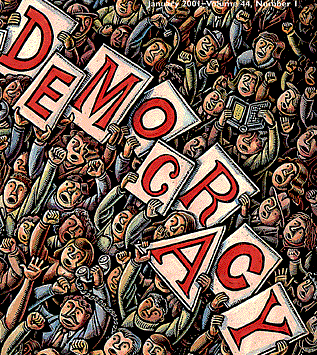 January 2001–Volume 44, Number 1
DEMOCRACY